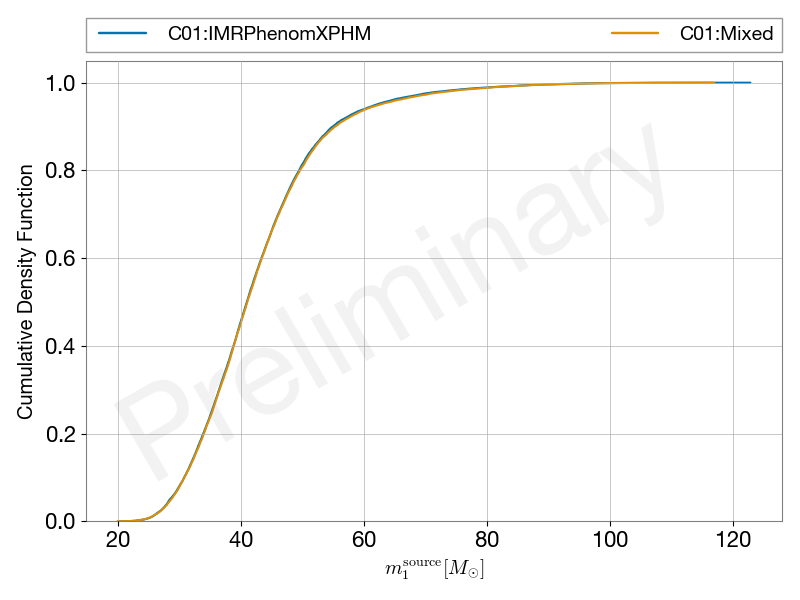 C01:IMRPhenomXPHM C01:Mixed
1.0
0.8
0.6
0.4
0.2
0.0
Cumulative Density Function
Preliminary
20 40 60 80 100 120
m₁^source [M⊙]